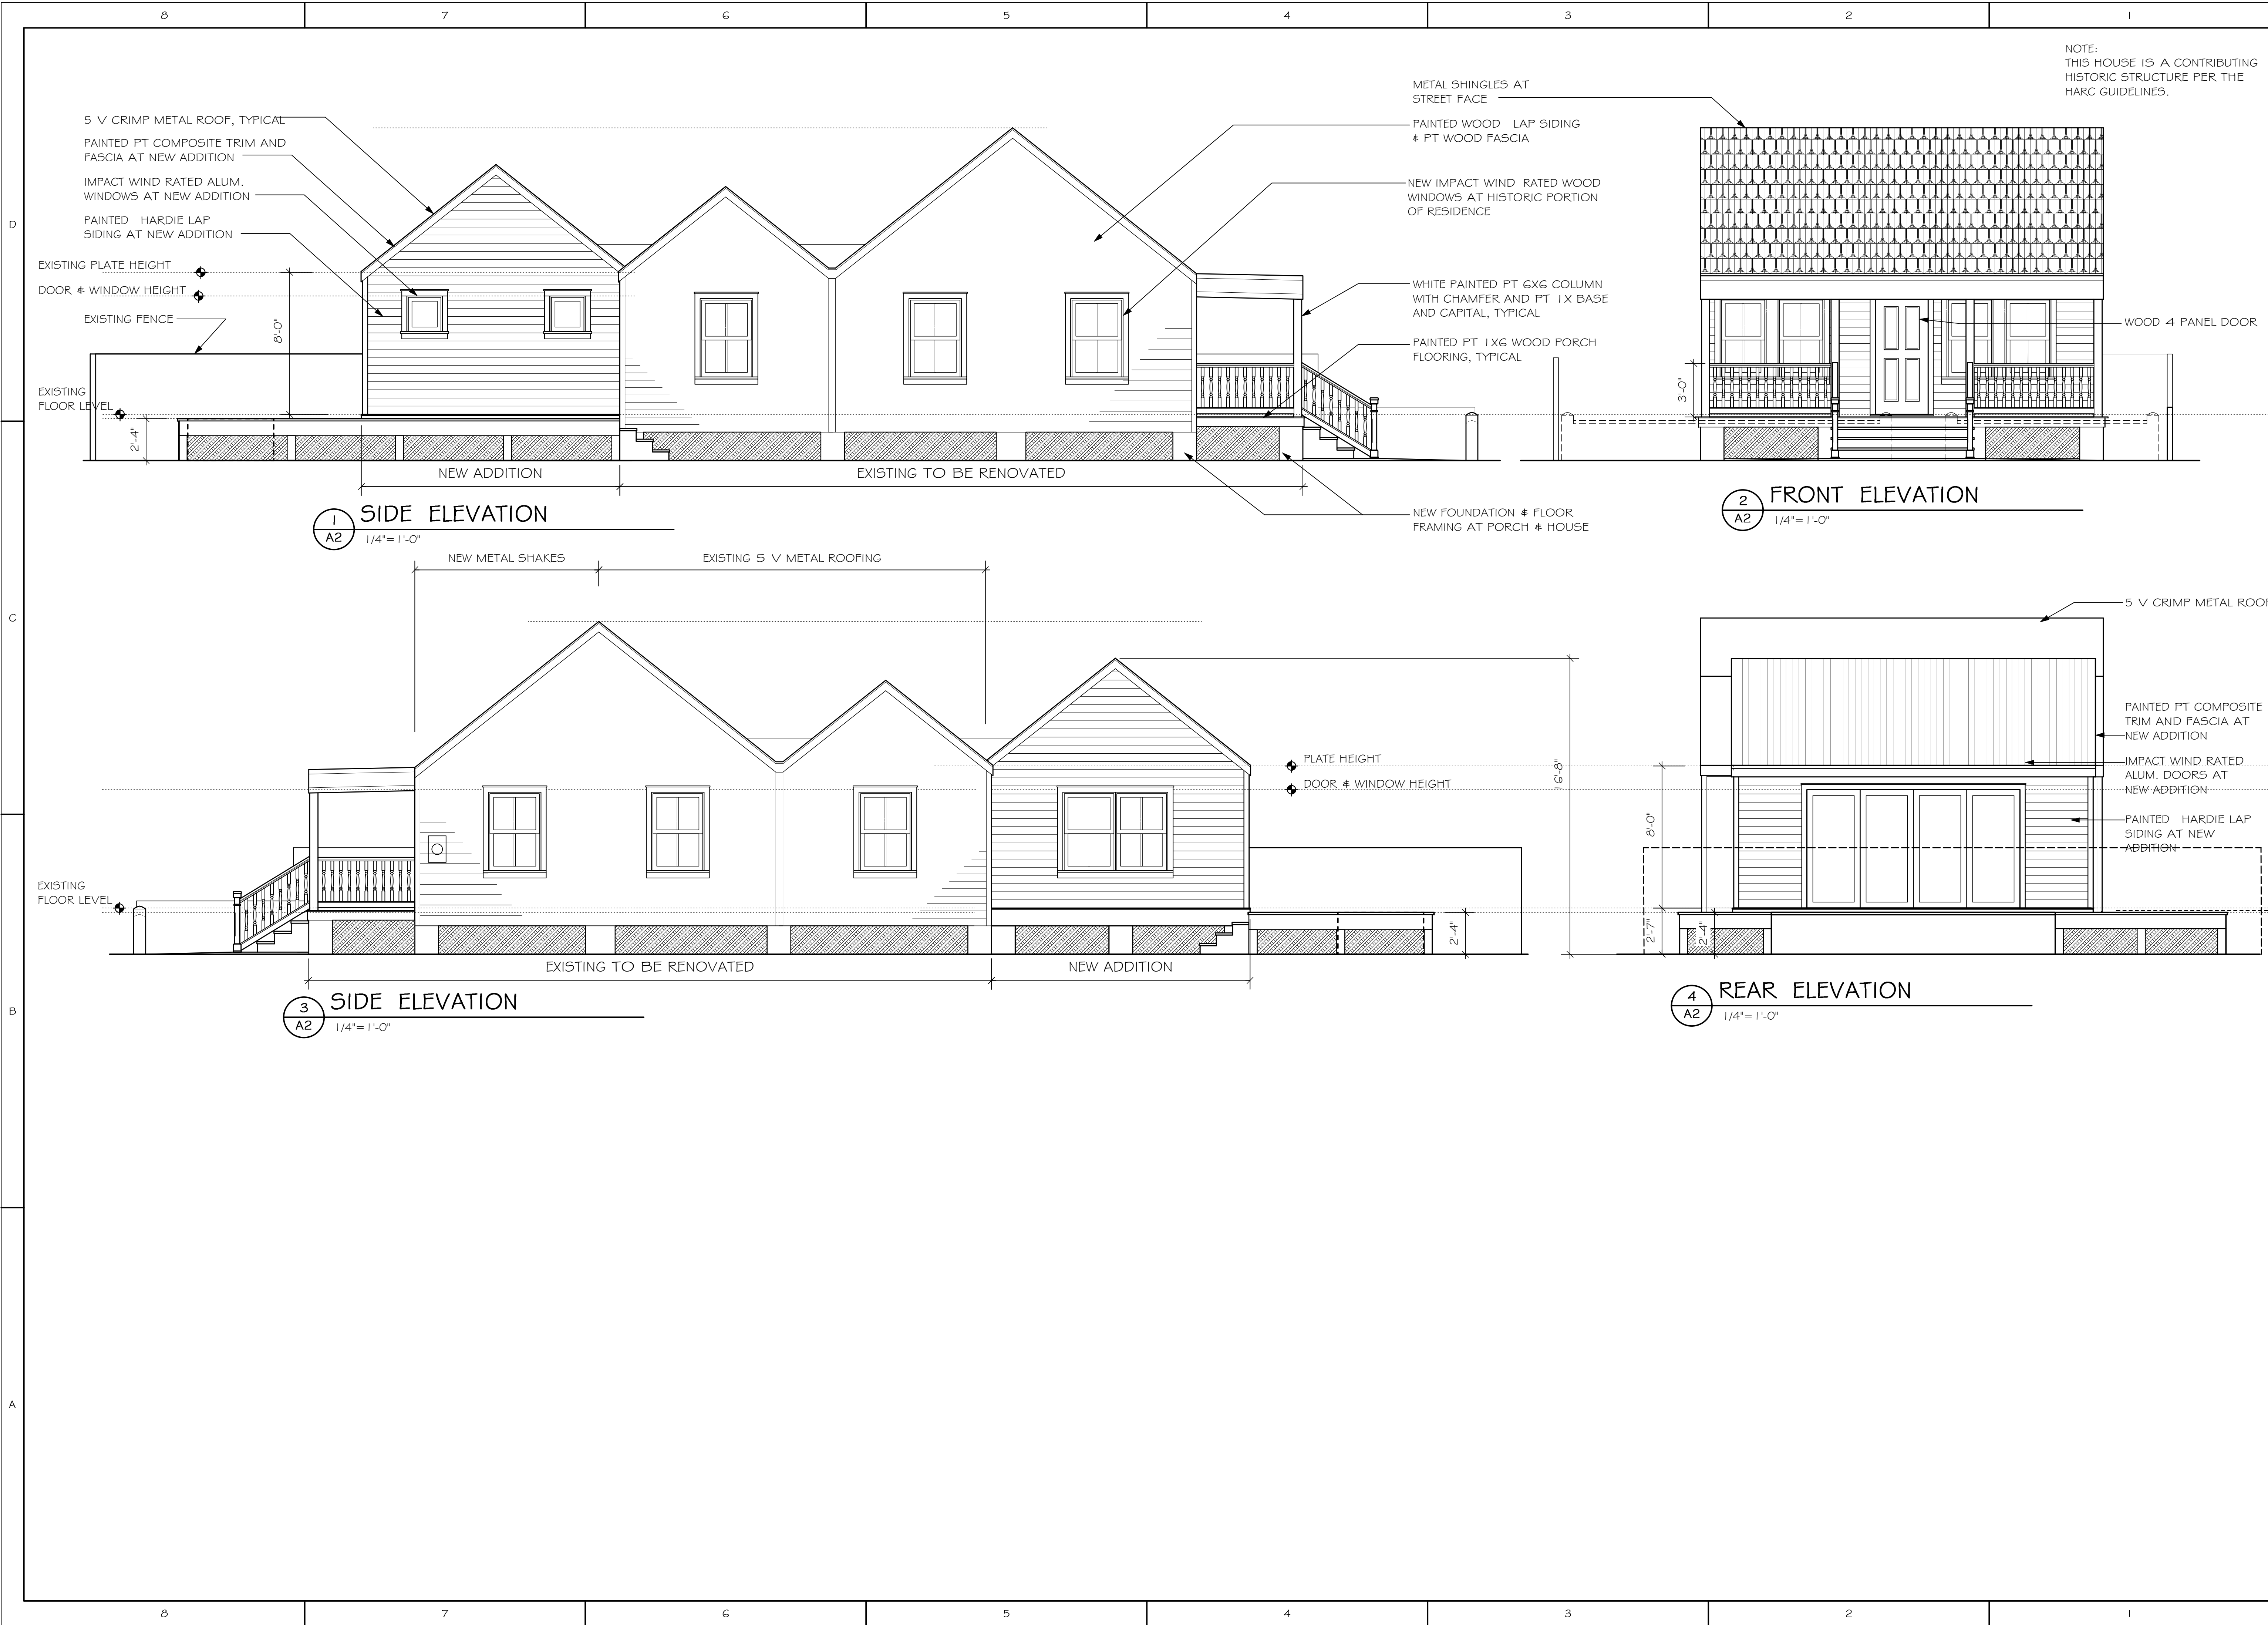 8 7 6 5 4 3 2 1
NOTE:
THIS HOUSE IS A CONTRIBUTING
HISTORIC STRUCTURE PER THE
HARC GUIDELINES.
D
5 V CRIMP METAL ROOF, TYPICAL
PAINTED PT COMPOSITE TRIM AND
FASCIA AT NEW ADDITION
IMPACT WIND RATED ALUM.
WINDOWS AT NEW ADDITION
PAINTED HARDIE LAP
SIDING AT NEW ADDITION
EXISTING PLATE HEIGHT
DOOR & WINDOW HEIGHT
EXISTING FENCE
8'-0"
EXISTING
FLOOR LEVEL
2'-4"
NEW ADDITION
EXISTING TO BE RENOVATED
1
A2
SIDE ELEVATION
1/4"=1'-0"
METAL SHINGLES AT
STREET FACE
PAINTED WOOD LAP SIDING
& PT WOOD FASCIA
NEW IMPACT WIND RATED WOOD
WINDOWS AT HISTORIC PORTION
OF RESIDENCE
WHITE PAINTED PT 6X6 COLUMN
WITH CHAMFER AND PT 1X BASE
AND CAPITAL, TYPICAL
PAINTED PT 1X6 WOOD PORCH
FLOORING, TYPICAL
NEW FOUNDATION & FLOOR
FRAMING AT PORCH & HOUSE
WOOD 4 PANEL DOOR
3'-0"
2
A2
FRONT ELEVATION
1/4"=1'-0"
C
NEW METAL SHAKES
EXISTING 5 V METAL ROOFING
PLATE HEIGHT
DOOR & WINDOW HEIGHT
16'-8"
EXISTING
FLOOR LEVEL
2'-4"
EXISTING TO BE RENOVATED
NEW ADDITION
3
A2
SIDE ELEVATION
1/4"=1'-0"
5 V CRIMP METAL ROOF
PAINTED PT COMPOSITE
TRIM AND FASCIA AT
NEW ADDITION
IMPACT WIND RATED
ALUM. DOORS AT
NEW ADDITION
PAINTED HARDIE LAP
SIDING AT NEW
ADDITION
8'-0"
2'-7"
2'-4"
4
A2
REAR ELEVATION
1/4"=1'-0"
B
A
8 7 6 5 4 3 2 1